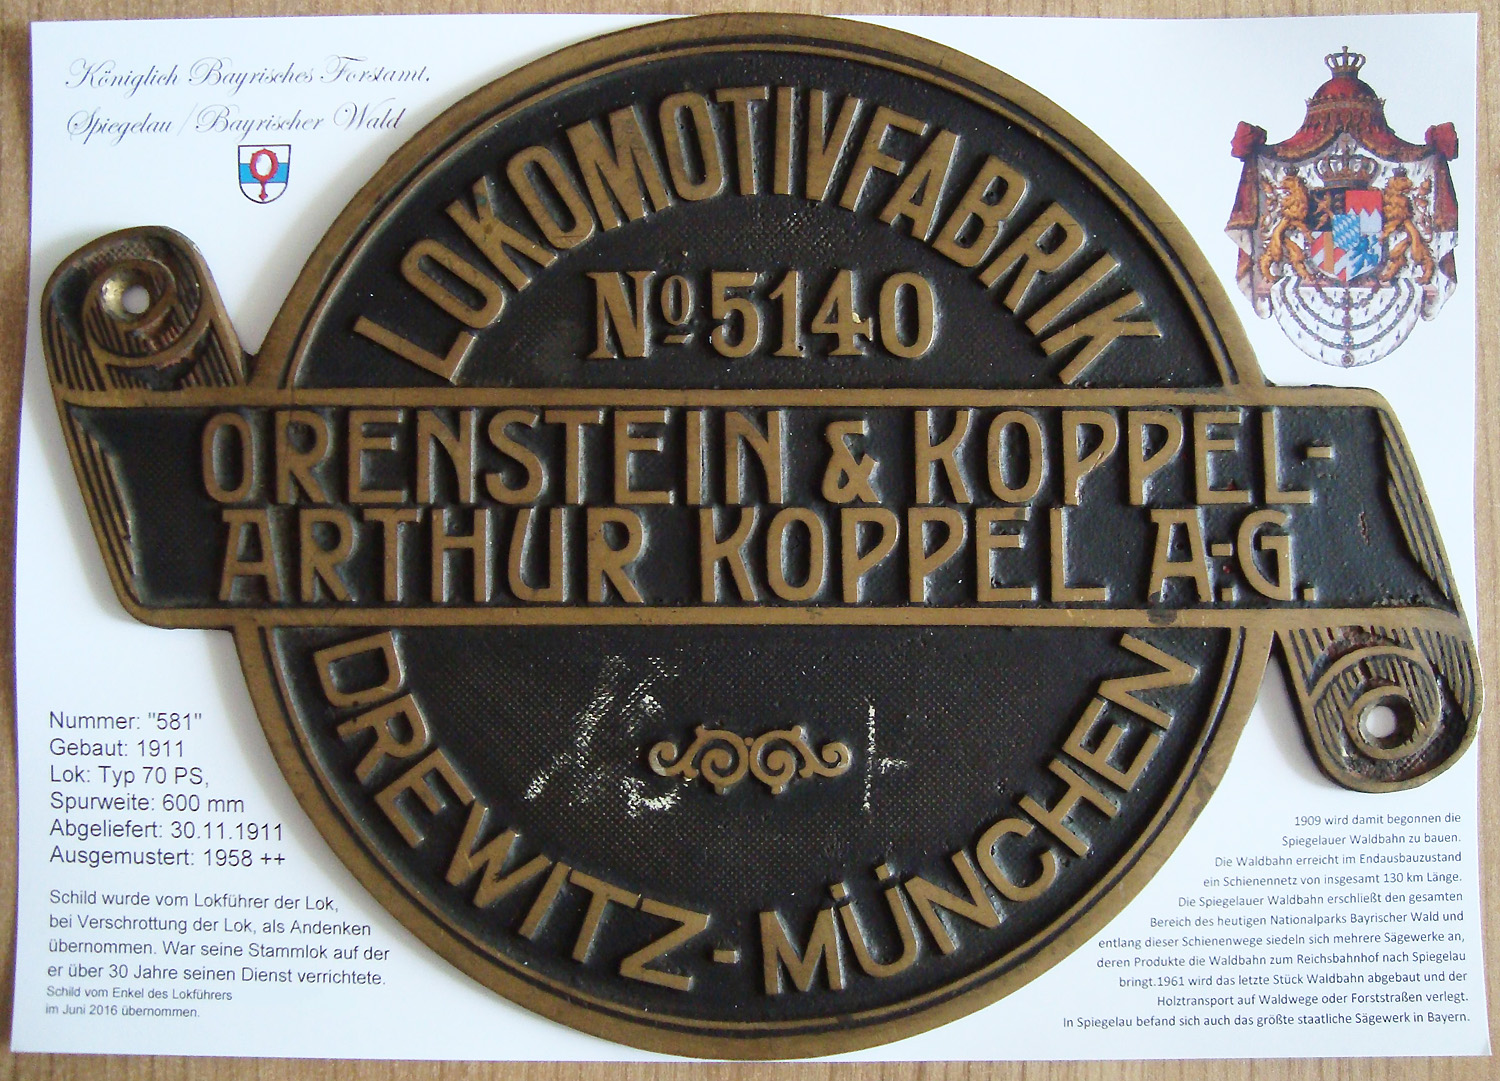 Königlich Bayrisches Forstamt.
Spiegelau / Bayrischer Wald
LOKOMOTIVFABRIK
Nº 5140
ORENSTEIN & KOPPEL-
ARTHUR KOPPEL A-G.
DREWITZ-MÜNCHEN
Nummer: "581"
Gebaut: 1911
Lok: Typ 70 PS,
Spurweite: 600 mm
Abgeliefert: 30.11.1911
Ausgemustert: 1958 ++
Schild wurde vom Lokführer der Lok,
bei Verschrottung der Lok, als Andenken
übernommen. War seine Stammlok auf der
er über 30 Jahre seinen Dienst verrichtete.
Schild vom Enkel des Lokführers
im Juni 2016 übernommen.
1909 wird damit begonnen die
Spiegelauer Waldbahn zu bauen.
Die Waldbahn erreicht im Endausbauzustand
ein Schienennetz von insgesamt 130 km Länge.
Die Spiegelauer Waldbahn erschließt den gesamten
Bereich des heutigen Nationalparks Bayrischer Wald und
entlang dieser Schienenwege siedeln sich mehrere Sägewerke an,
deren Produkte die Waldbahn zum Reichsbahnhof nach Spiegelau
bringt.1961 wird das letzte Stück Waldbahn abgebaut und der
Holztransport auf Waldwege oder Forststraßen verlegt.
In Spiegelau befand sich auch das größte staatliche Sägewerk in Bayern.